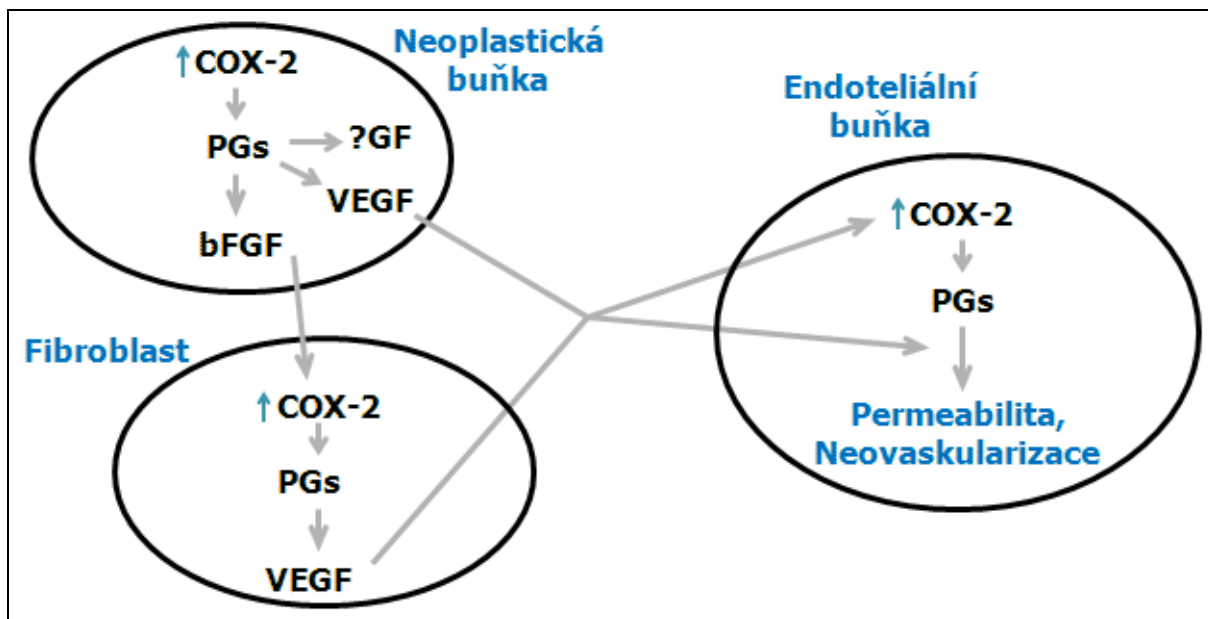 Neoplastická
buňka
↑COX-2
PGs
?GF
VEGF
bFGF
Fibroblast
↑COX-2
PGs
VEGF
Endoteliální
buňka
↑COX-2
PGs
Permeabilita,
Neovaskularizace